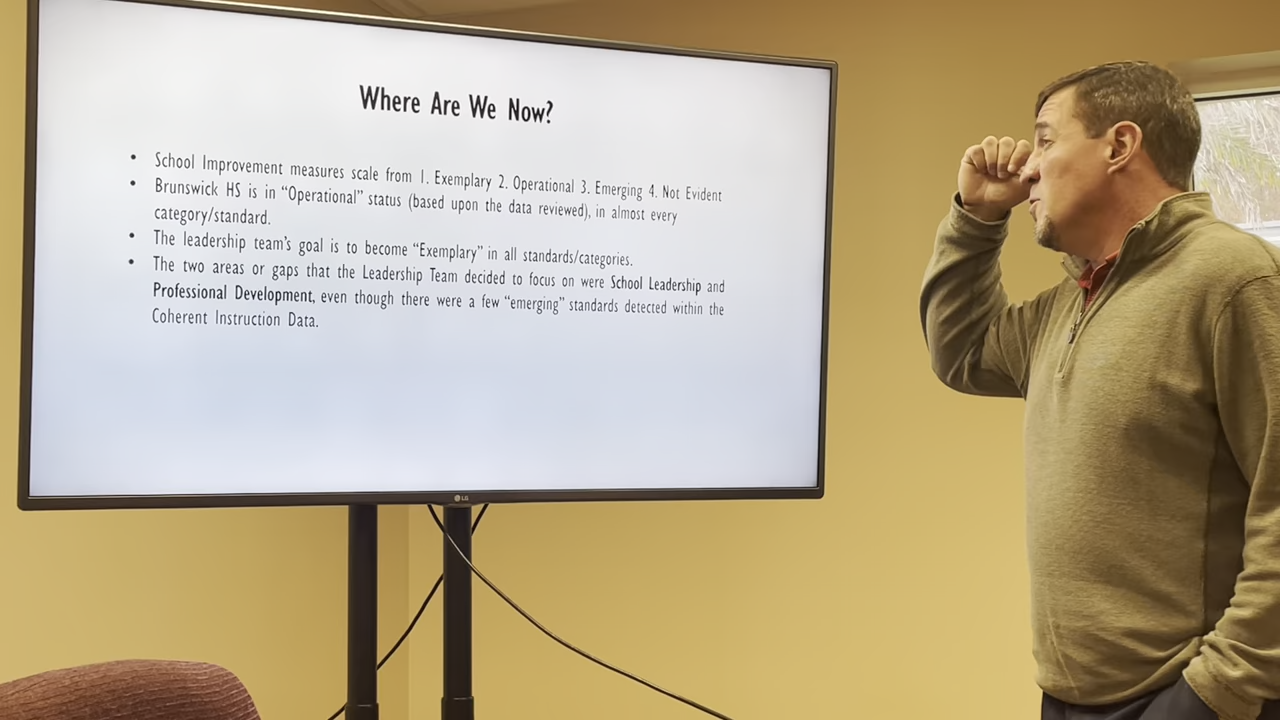 Where Are We Now?
• School Improvement measures scale from 1. Exemplary 2. Operational 3. Emerging 4. Not Evident
• Brunswick HS is in “Operational” status (based upon the data reviewed), in almost every
category/standard.
• The leadership team’s goal is to become “Exemplary” in all standards/categories.
• The two areas or gaps that the Leadership Team decided to focus on were School Leadership and
Professional Development, even though there were a few “emerging” standards detected within the
Coherent Instruction Data.
LG